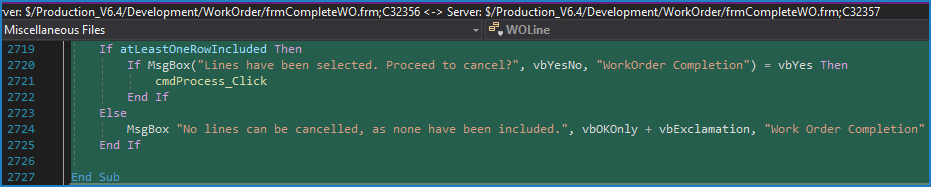 ver: $/Production_V6.4/Development/WorkOrder/frmCompleteWO.frm;C32356 <-> Server: $/Production_V6.4/Development/WorkOrder/frmCompleteWO.frm;C32357
Miscellaneous Files WOLine
2719 If atLeastOneRowIncluded Then
2720 If MsgBox("Lines have been selected. Proceed to cancel?", vbYesNo, "WorkOrder Completion") = vbYes Then
2721 cmdProcess_Click
2722 End If
2723 Else
2724 MsgBox "No lines can be cancelled, as none have been included.", vbOKOnly + vbExclamation, "Work Order Completion"
2725 End If
2726
2727 End Sub